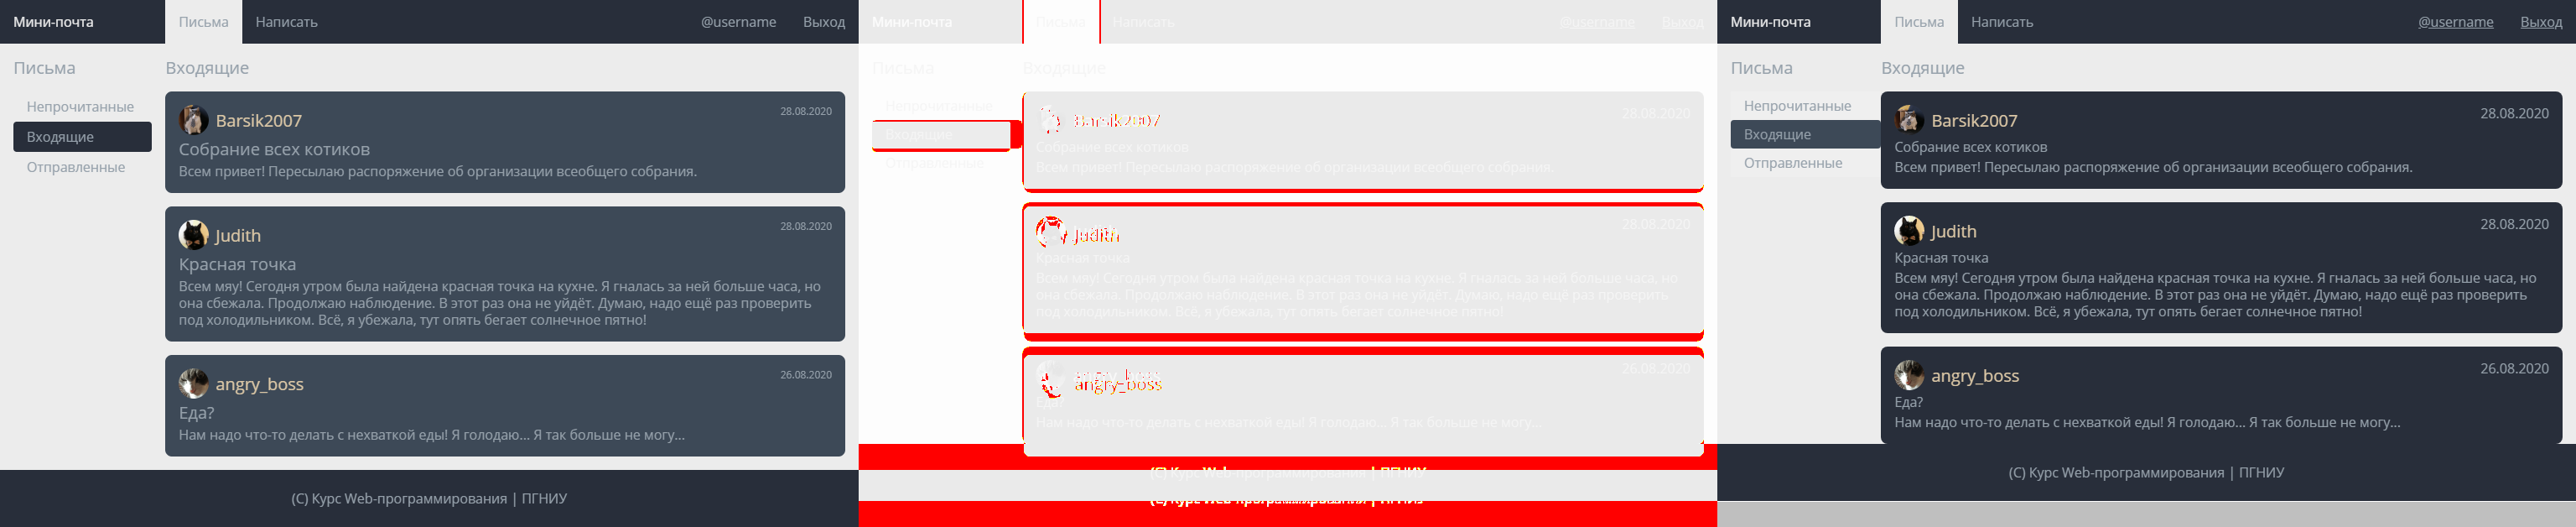 Мини-почта
Письма
Написать
@username
Выход
Письма
Непрочитанные
Входящие
Отправленные
Входящие
Barsik2007
28.08.2020
Собрание всех котиков
Всем привет! Пересылаю распоряжение об организации всеобщего собрания.
Judith
28.08.2020
Красная точка
Всем мяу! Сегодня утром была найдена красная точка на кухне. Я гналась за ней больше часа, но
она сбежала. Продолжаю наблюдение. В этот раз она не уйдёт. Думаю, надо ещё раз проверить
под холодильником. Всё, я убежала, тут опять бегает солнечное пятно!
angry_boss
26.08.2020
Еда?
Нам надо что-то делать с нехваткой еды! Я голодаю... Я так больше не могу...
(С) Курс Web-программирования | ПГНИУ
Мини-почта
Письма
Написать
@username
Выход
Письма
Непрочитанные
Входящие
Отправленные
Входящие
Barsik2007
28.08.2020
Собрание всех котиков
Всем привет! Пересылаю распоряжение об организации всеобщего собрания.
Judith
28.08.2020
Красная точка
Всем мяу! Сегодня утром была найдена красная точка на кухне. Я гналась за ней больше часа, но
она сбежала. Продолжаю наблюдение. В этот раз она не уйдёт. Думаю, надо ещё раз проверить
под холодильником. Всё, я убежала, тут опять бегает солнечное пятно!
angry_boss
26.08.2020
Еда?
Нам надо что-то делать с нехваткой еды! Я голодаю... Я так больше не могу...
(С) Курс Web-программирования | ПГНИУ
(С) Курс Web-программирования | ПГНИУ
Мини-почта
Письма
Написать
@username
Выход
Письма
Непрочитанные
Входящие
Отправленные
Входящие
Barsik2007
28.08.2020
Собрание всех котиков
Всем привет! Пересылаю распоряжение об организации всеобщего собрания.
Judith
28.08.2020
Красная точка
Всем мяу! Сегодня утром была найдена красная точка на кухне. Я гналась за ней больше часа, но
она сбежала. Продолжаю наблюдение. В этот раз она не уйдёт. Думаю, надо ещё раз проверить
под холодильником. Всё, я убежала, тут опять бегает солнечное пятно!
angry_boss
26.08.2020
Еда?
Нам надо что-то делать с нехваткой еды! Я голодаю... Я так больше не могу...
(С) Курс Web-программирования | ПГНИУ